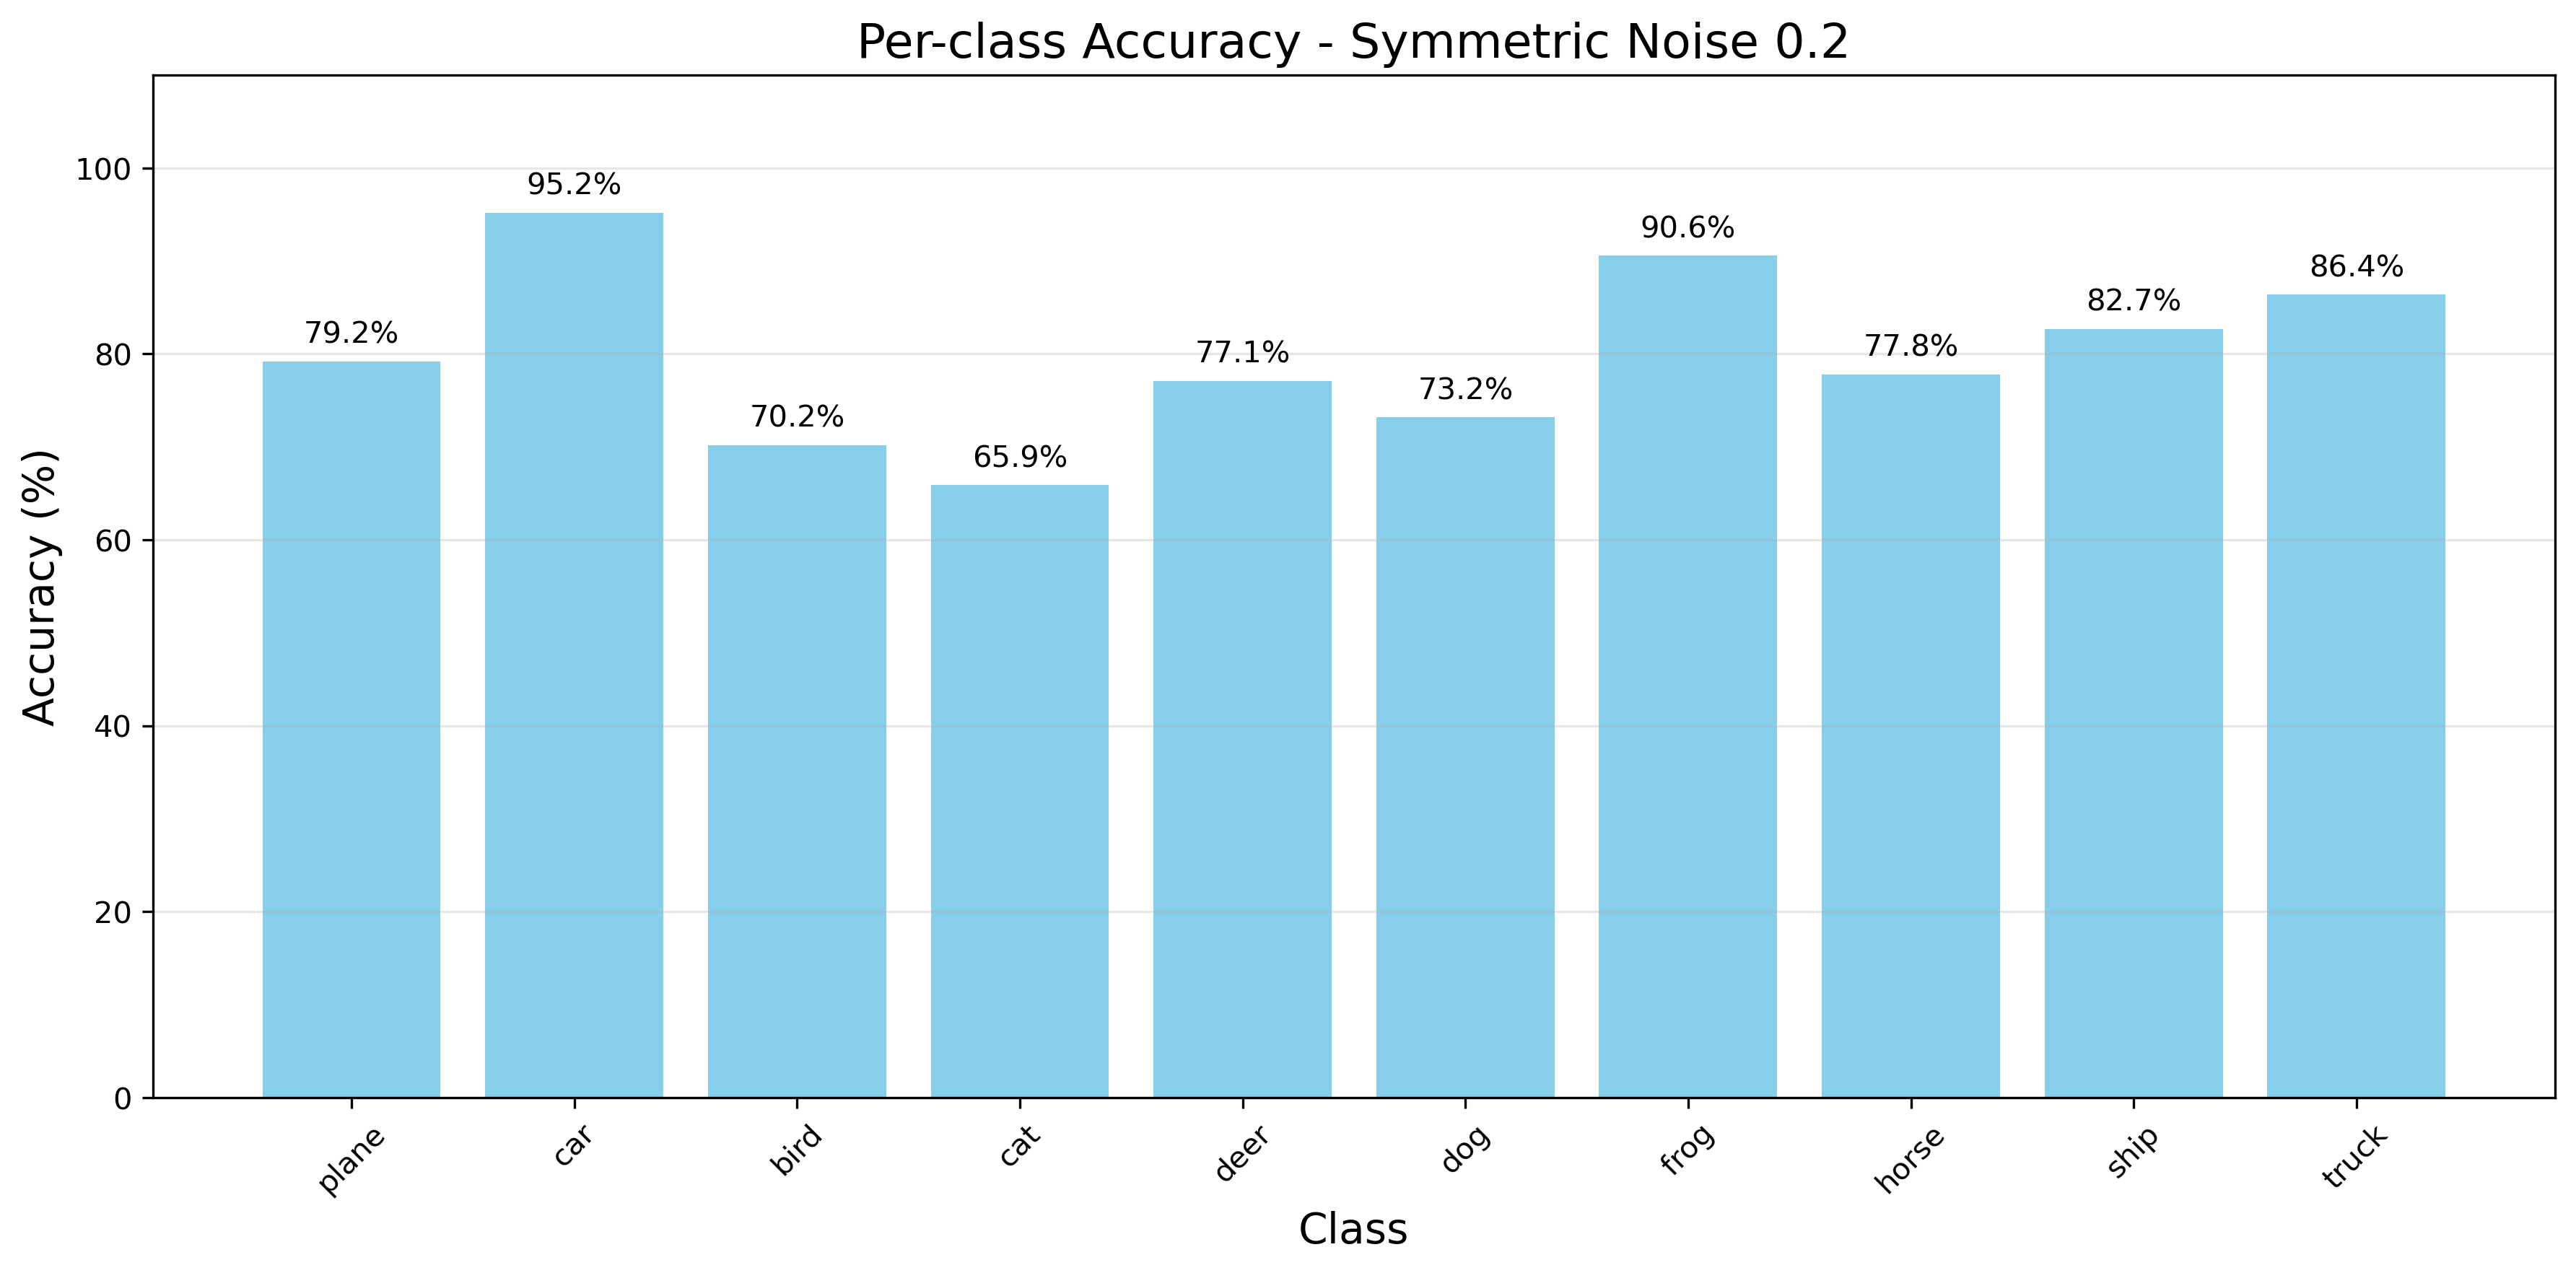 Per-class Accuracy - Symmetric Noise 0.2
Accuracy (%)
100
80
60
40
20
0
79.2%
95.2%
70.2%
65.9%
77.1%
73.2%
90.6%
77.8%
82.7%
86.4%
plane
car
bird
cat
deer
dog
frog
horse
ship
truck
Class